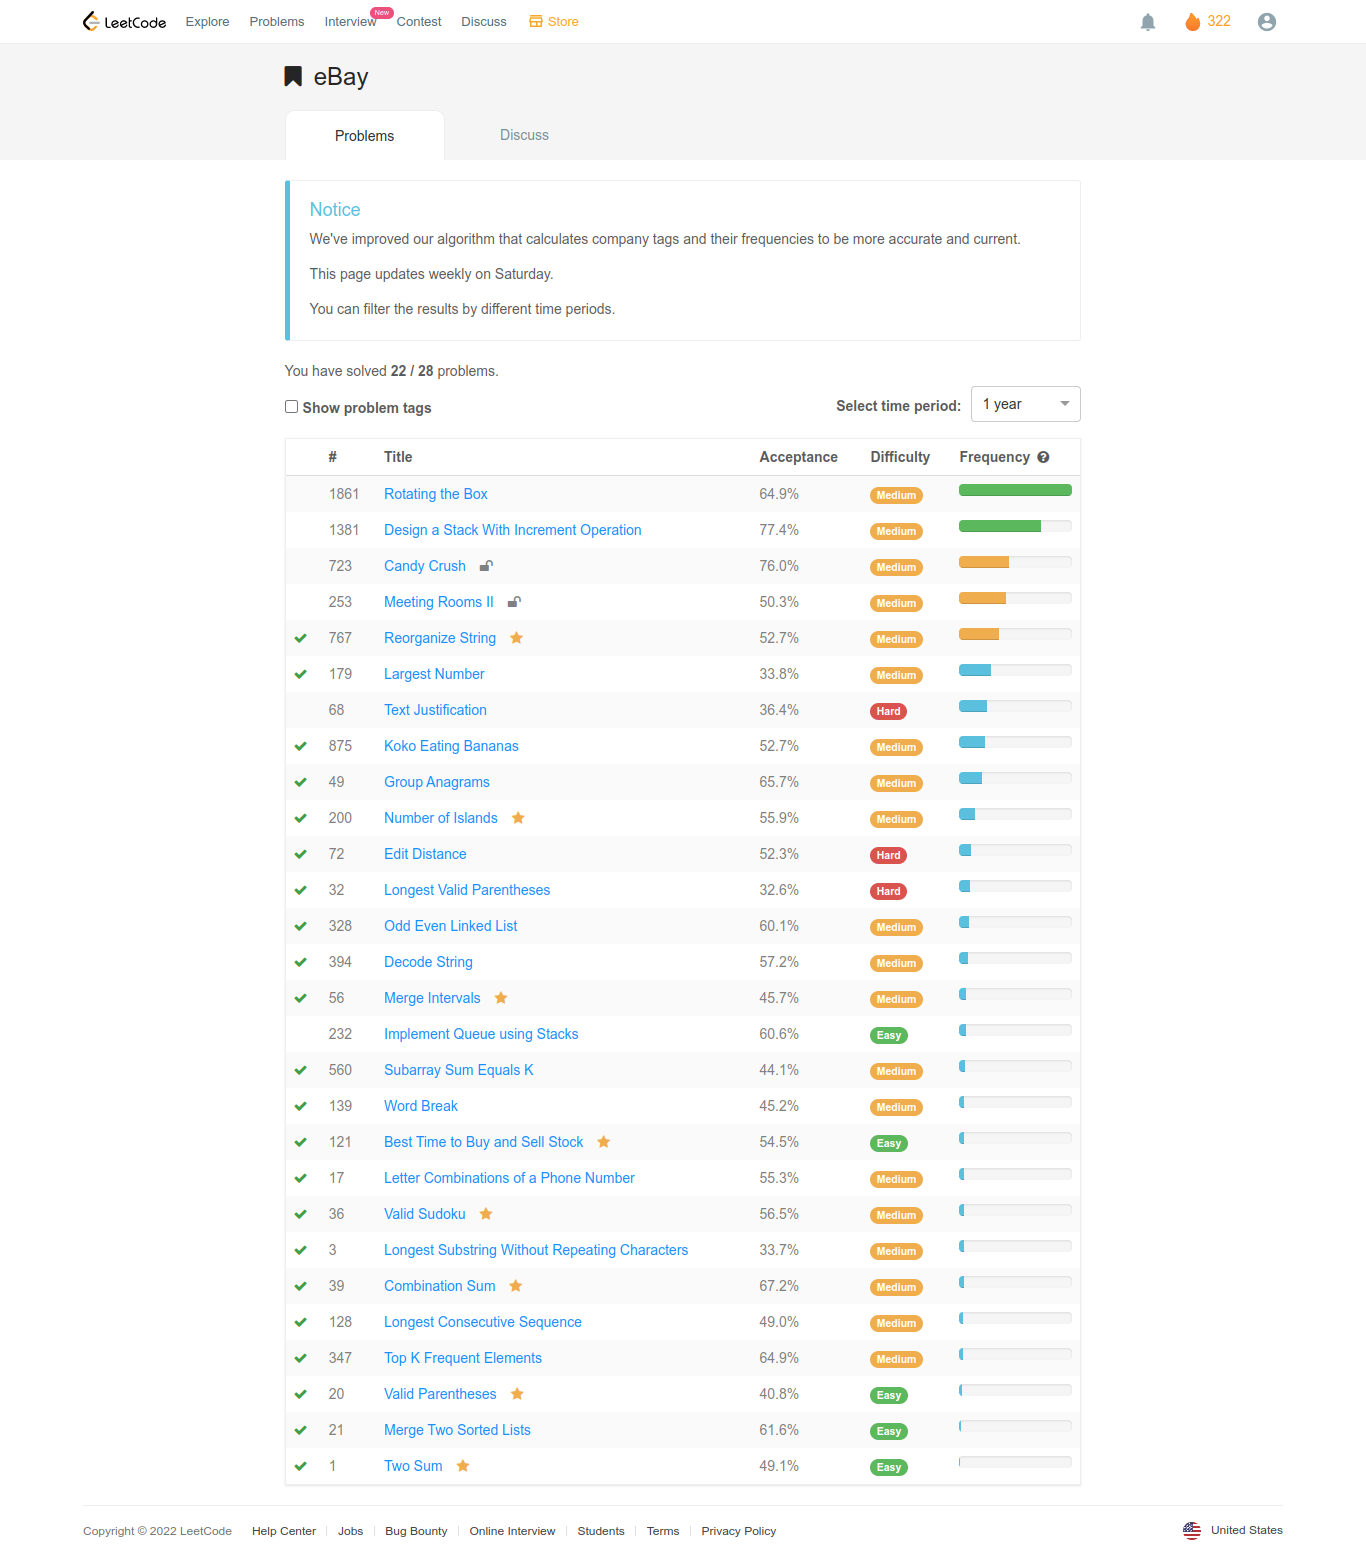 LeetCode Explore Problems Interview New Contest Discuss Store 322
eBay
Problems Discuss
Notice
We've improved our algorithm that calculates company tags and their frequencies to be more accurate and current.
This page updates weekly on Saturday.
You can filter the results by different time periods.
You have solved 22 / 28 problems.
Show problem tags Select time period: 1 year
# Title Acceptance Difficulty Frequency ?
1861 Rotating the Box 64.9% Medium
1381 Design a Stack With Increment Operation 77.4% Medium
723 Candy Crush 76.0% Medium
253 Meeting Rooms II 50.3% Medium
767 Reorganize String 52.7% Medium
179 Largest Number 33.8% Medium
68 Text Justification 36.4% Hard
875 Koko Eating Bananas 52.7% Medium
49 Group Anagrams 65.7% Medium
200 Number of Islands 55.9% Medium
72 Edit Distance 52.3% Hard
32 Longest Valid Parentheses 32.6% Hard
328 Odd Even Linked List 60.1% Medium
394 Decode String 57.2% Medium
56 Merge Intervals 45.7% Medium
232 Implement Queue using Stacks 60.6% Easy
560 Subarray Sum Equals K 44.1% Medium
139 Word Break 45.2% Medium
121 Best Time to Buy and Sell Stock 54.5% Easy
17 Letter Combinations of a Phone Number 55.3% Medium
36 Valid Sudoku 56.5% Medium
3 Longest Substring Without Repeating Characters 33.7% Medium
39 Combination Sum 67.2% Medium
128 Longest Consecutive Sequence 49.0% Medium
347 Top K Frequent Elements 64.9% Medium
20 Valid Parentheses 40.8% Easy
21 Merge Two Sorted Lists 61.6% Easy
1 Two Sum 49.1% Easy
Copyright © 2022 LeetCode Help Center Jobs Bug Bounty Online Interview Students Terms Privacy Policy United States